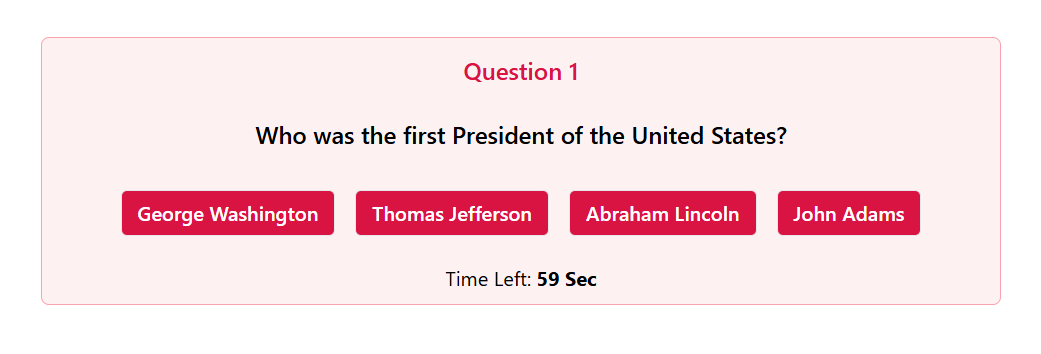 Question 1
Who was the first President of the United States?
George Washington Thomas Jefferson Abraham Lincoln John Adams
Time Left: 59 Sec